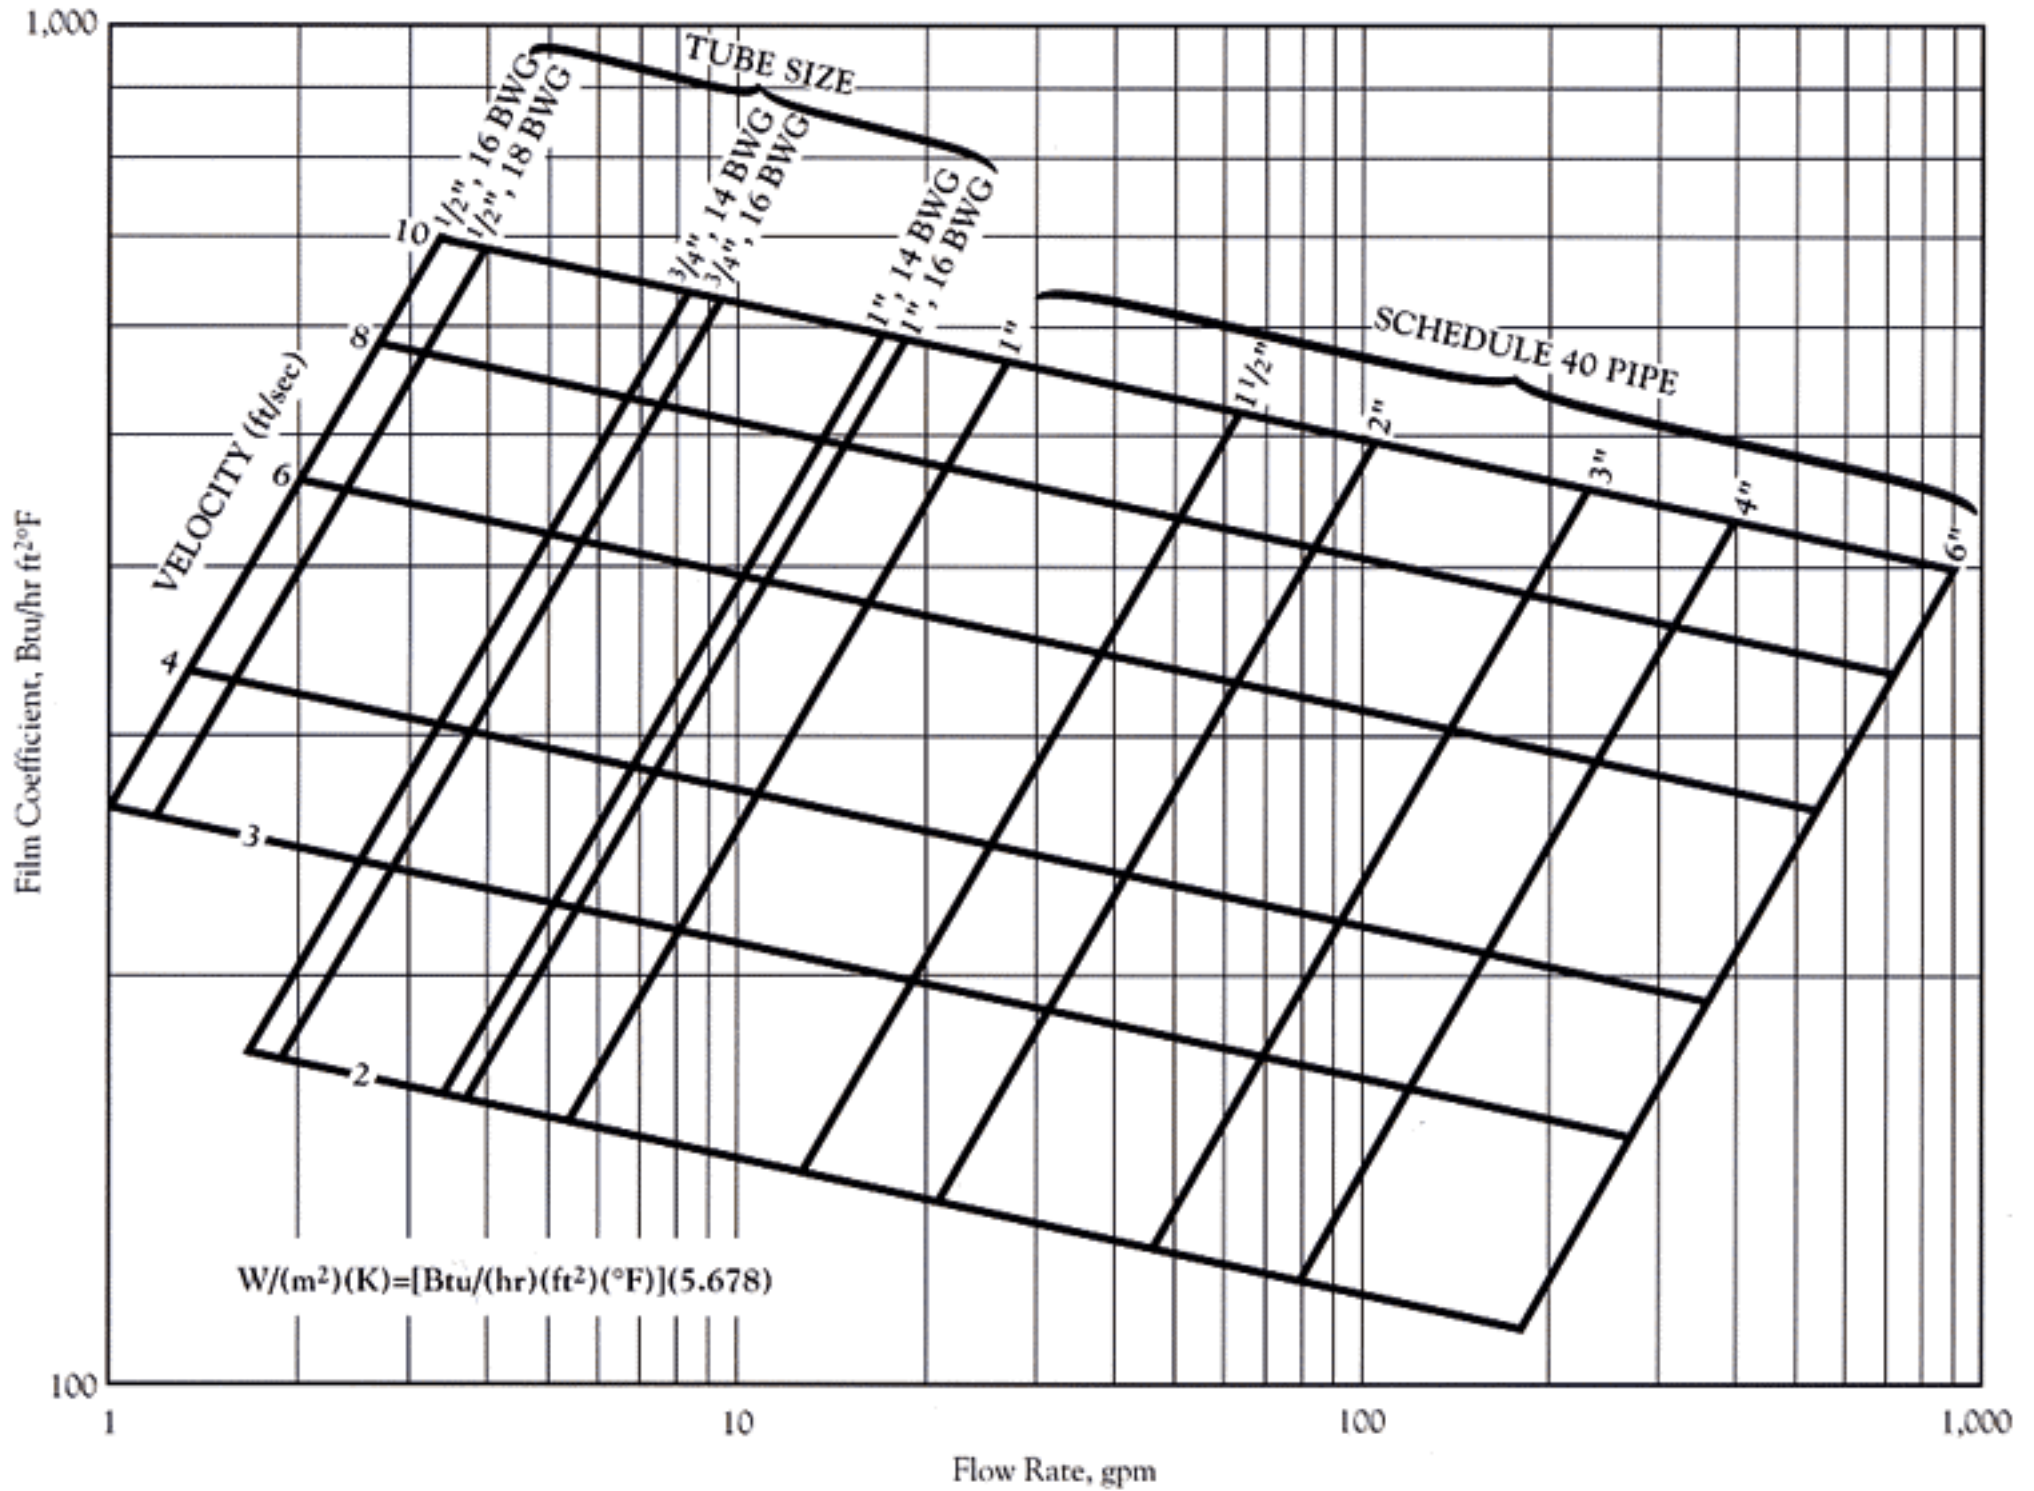 1,000
TUBE SIZE
1/2", 16 BWG
1/2", 18 BWG
3/4", 14 BWG
3/4", 16 BWG
1", 14 BWG
1", 16 BWG
1"
1 1/2"
2"
3"
4"
6"
SCHEDULE 40 PIPE
10
8
6
4
3
2
VELOCITY (ft/sec)
Film Coefficient, Btu/hr ft²°F
W/(m²)(K)=[Btu/(hr)(ft²)(°F)](5.678)
100
1
10
100
1,000
Flow Rate, gpm